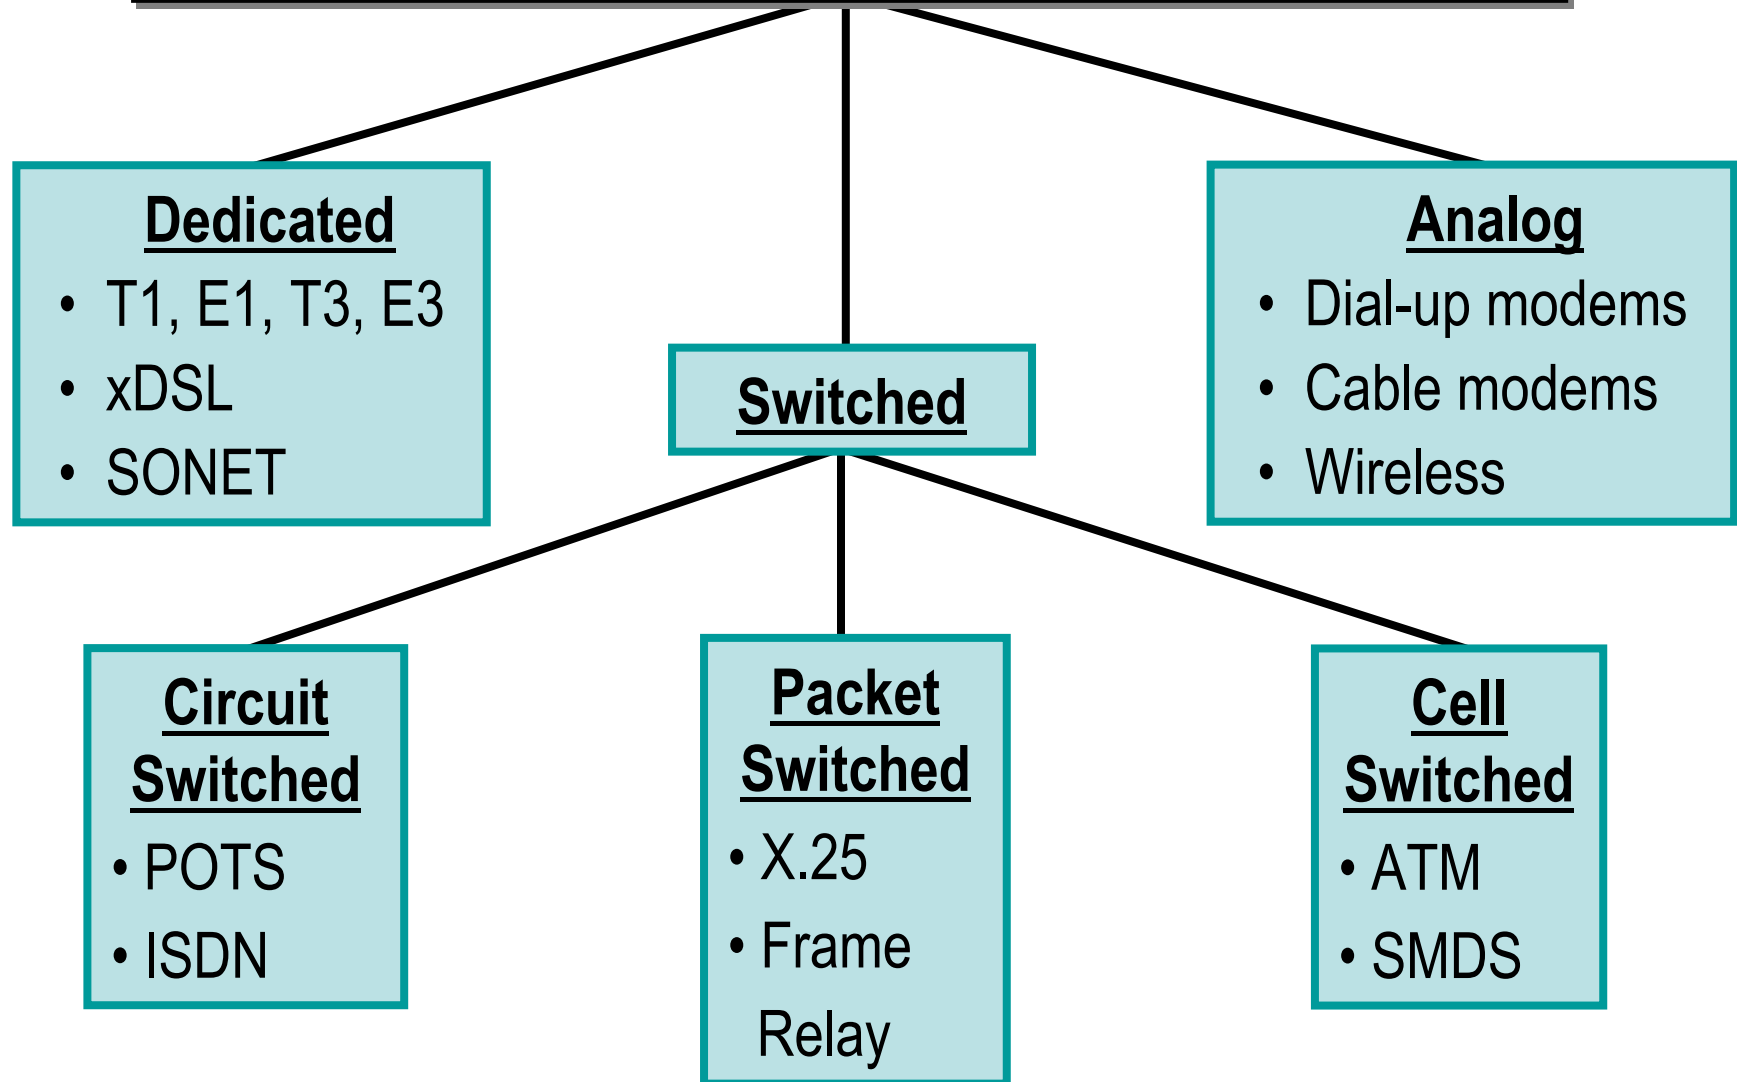 Dedicated
• T1, E1, T3, E3
• xDSL
• SONET
Switched
Analog
• Dial-up modems
• Cable modems
• Wireless
Circuit
Switched
• POTS
• ISDN
Packet
Switched
• X.25
• Frame
Relay
Cell
Switched
• ATM
• SMDS